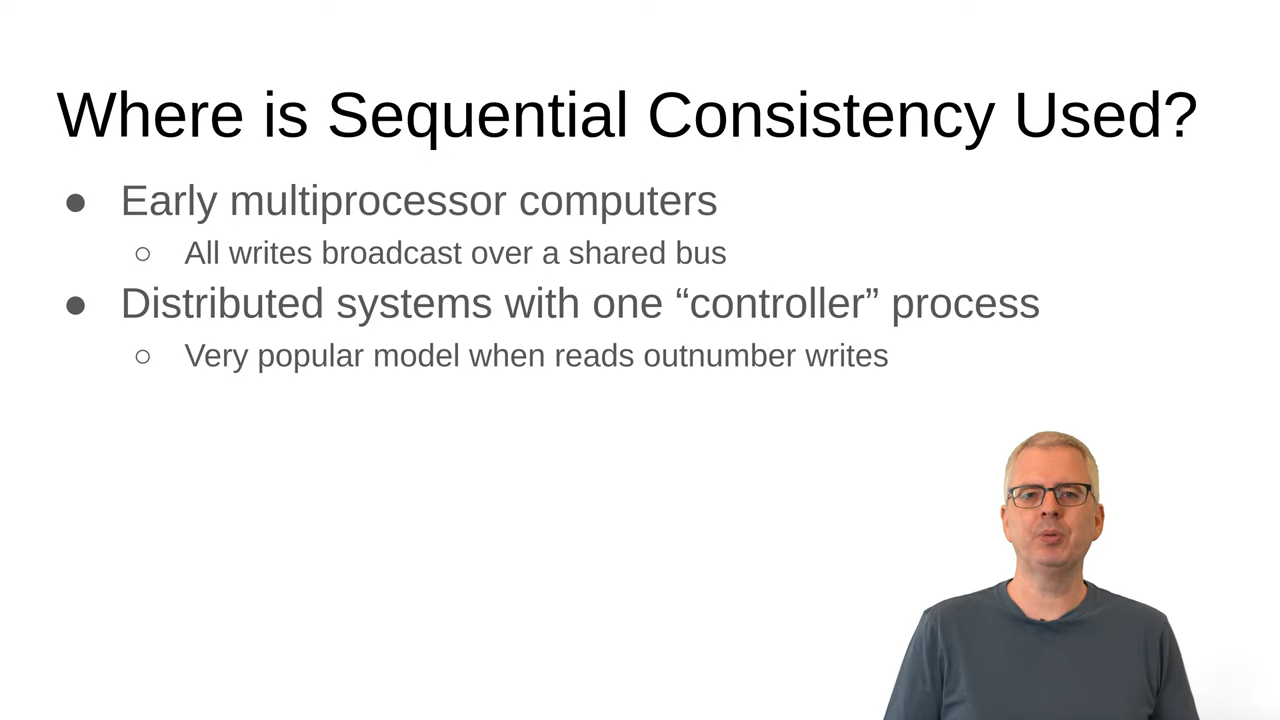 Where is Sequential Consistency Used?
● Early multiprocessor computers
○ All writes broadcast over a shared bus
● Distributed systems with one “controller” process
○ Very popular model when reads outnumber writes